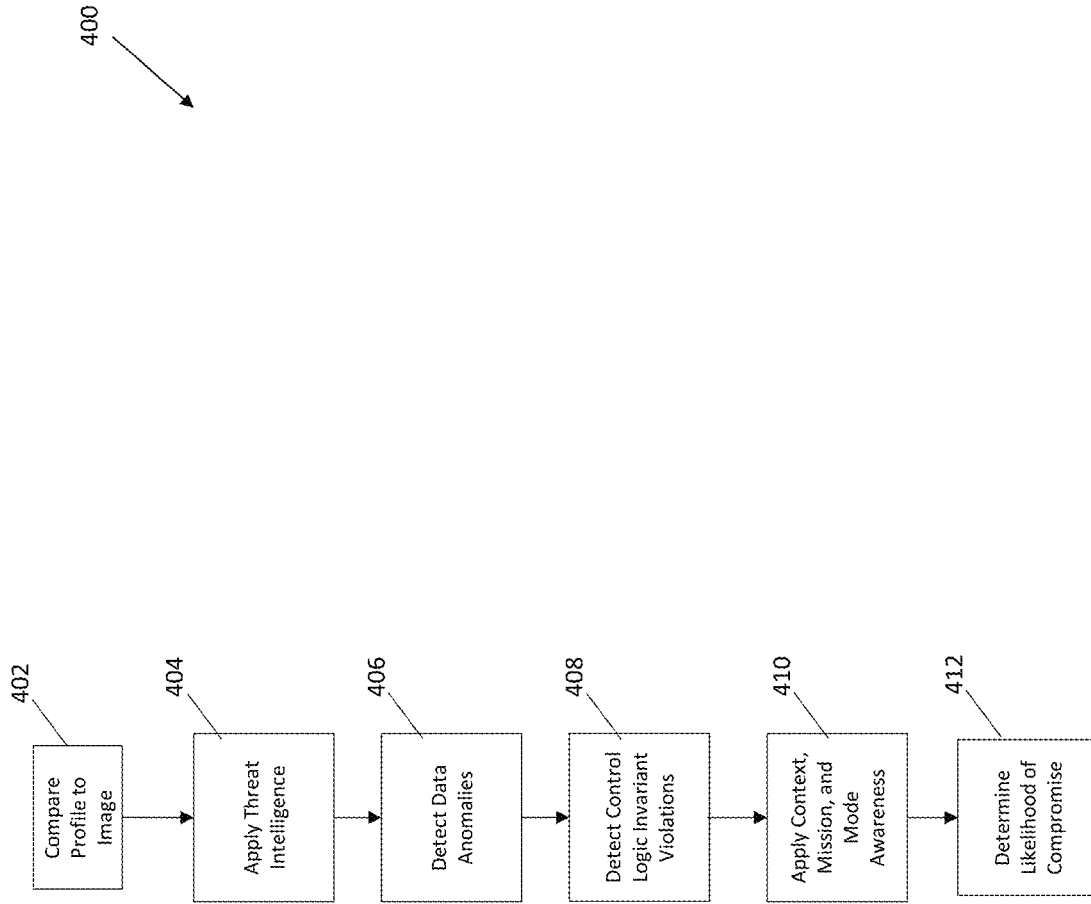 400
402
Compare
Profile to
Image
404
Apply Threat
Intelligence
406
Detect Data
Anomalies
408
Detect Control
Logic Invariant
Violations
410
Apply Context,
Mission, and
Mode
Awareness
412
Determine
Likelihood of
Compromise